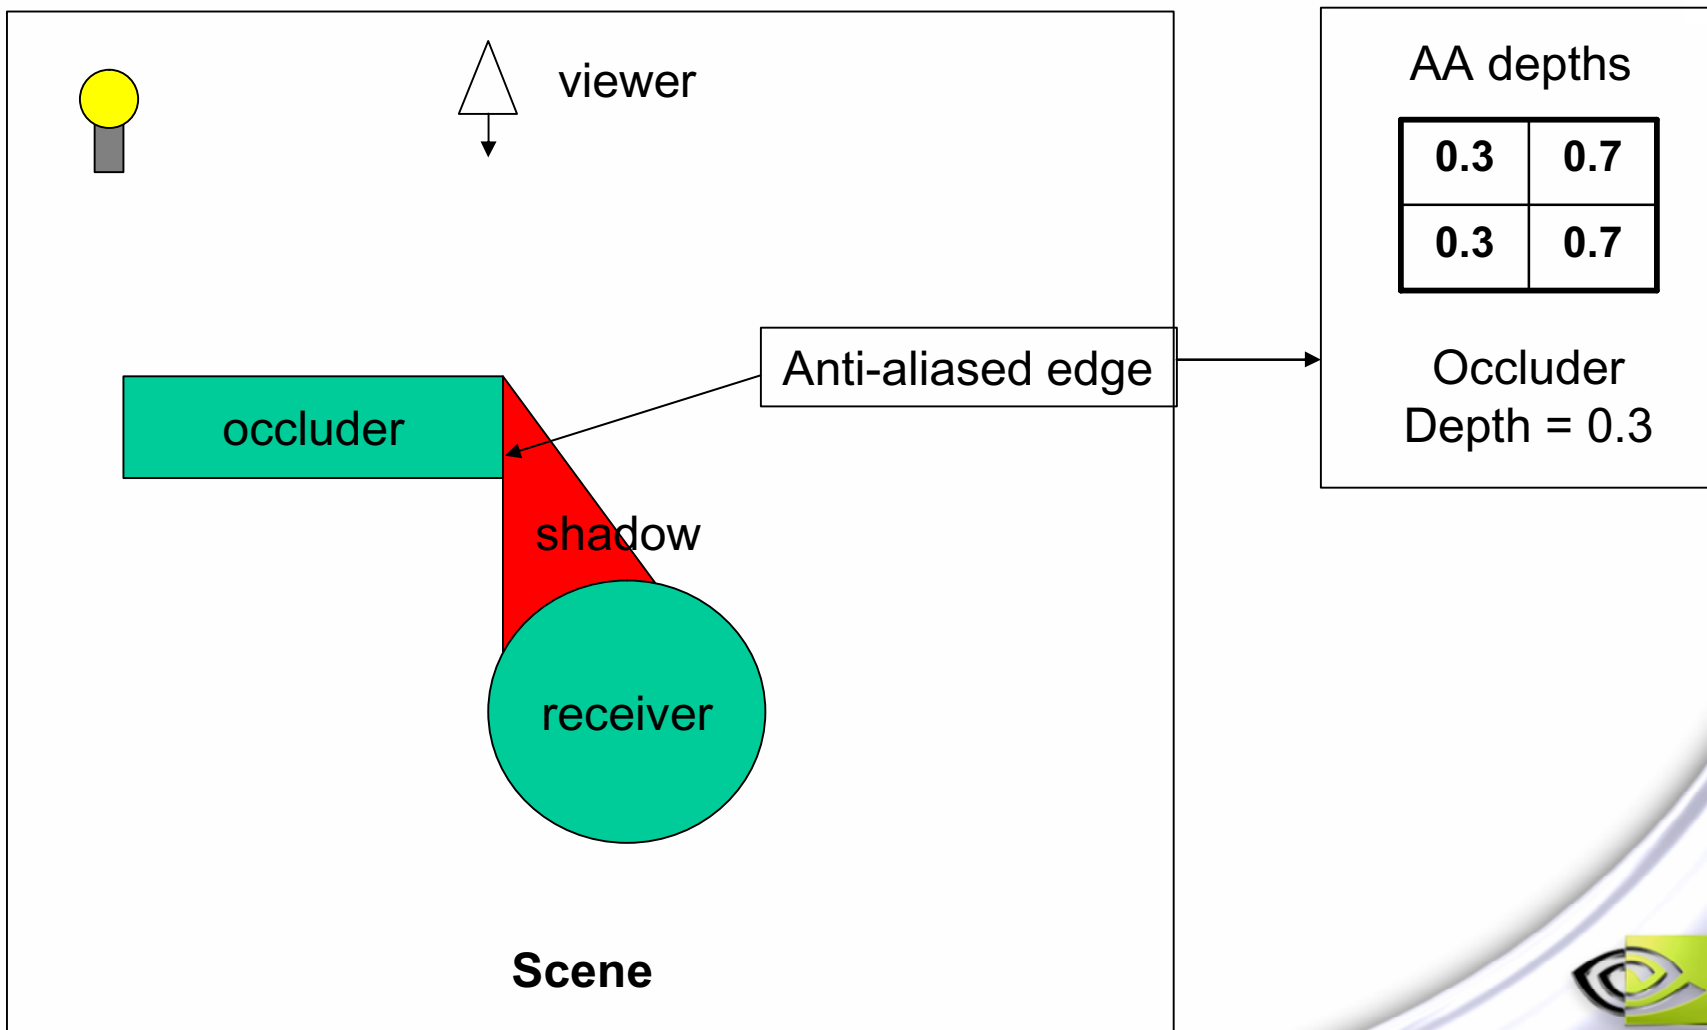 viewer
AA depths
0.3 0.7
0.3 0.7
Anti-aliased edge
Occluder
Depth = 0.3
occluder
shadow
receiver
Scene